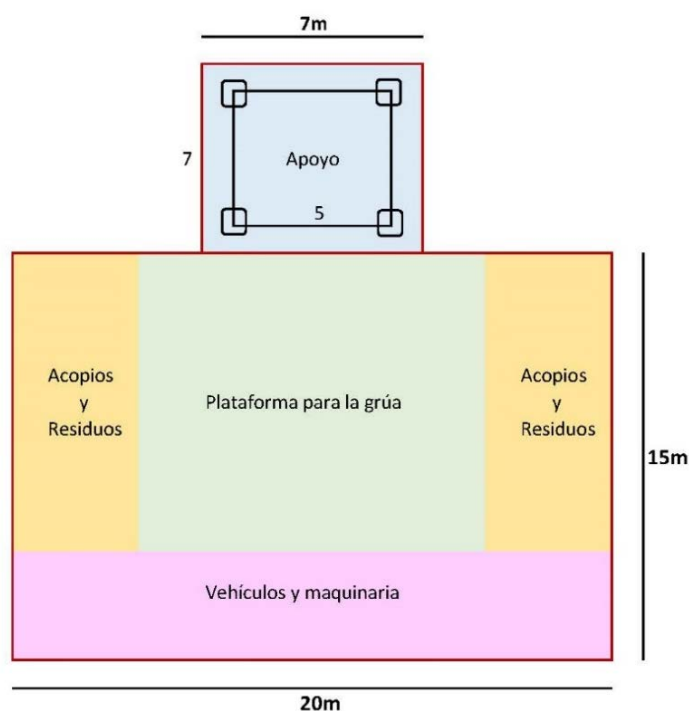 7m
7
Apoyo
5
Acopios
y
Residuos
Plataforma para la grúa
Acopios
y
Residuos
15m
Vehículos y maquinaria
20m